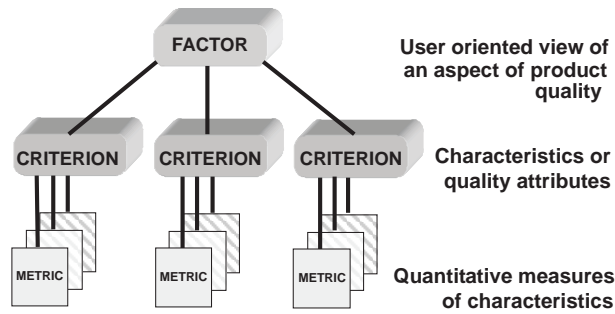 FACTOR
User oriented view of
an aspect of product
quality
CRITERION
CRITERION
CRITERION
Characteristics or
quality attributes
METRIC
METRIC
METRIC
Quantitative measures
of characteristics